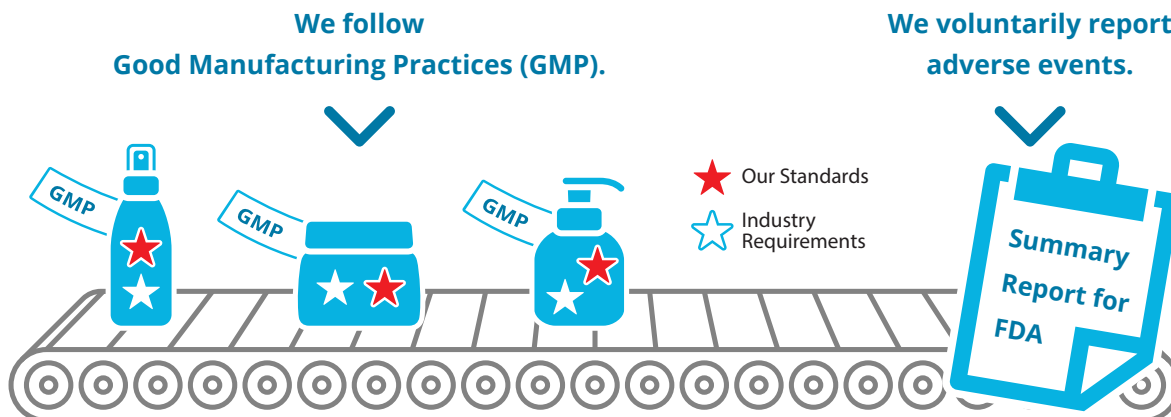 We follow
Good Manufacturing Practices (GMP).
We voluntarily report
adverse events.
GMP
GMP
GMP
Our Standards
Industry
Requirements
Summary
Report for
FDA